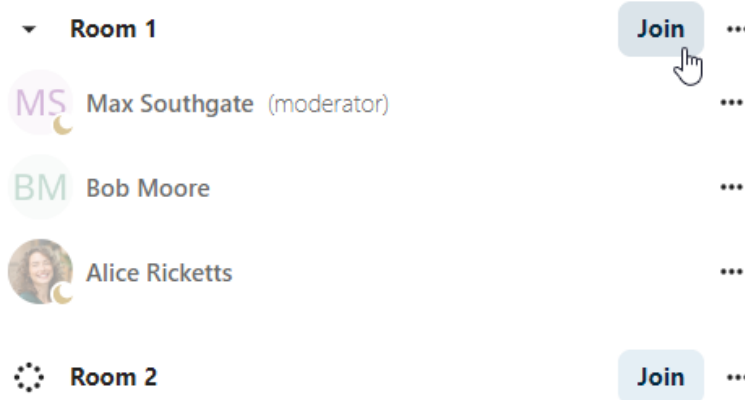 Room 1 Join
MS Max Southgate (moderator)
BM Bob Moore
Alice Ricketts
Room 2 Join